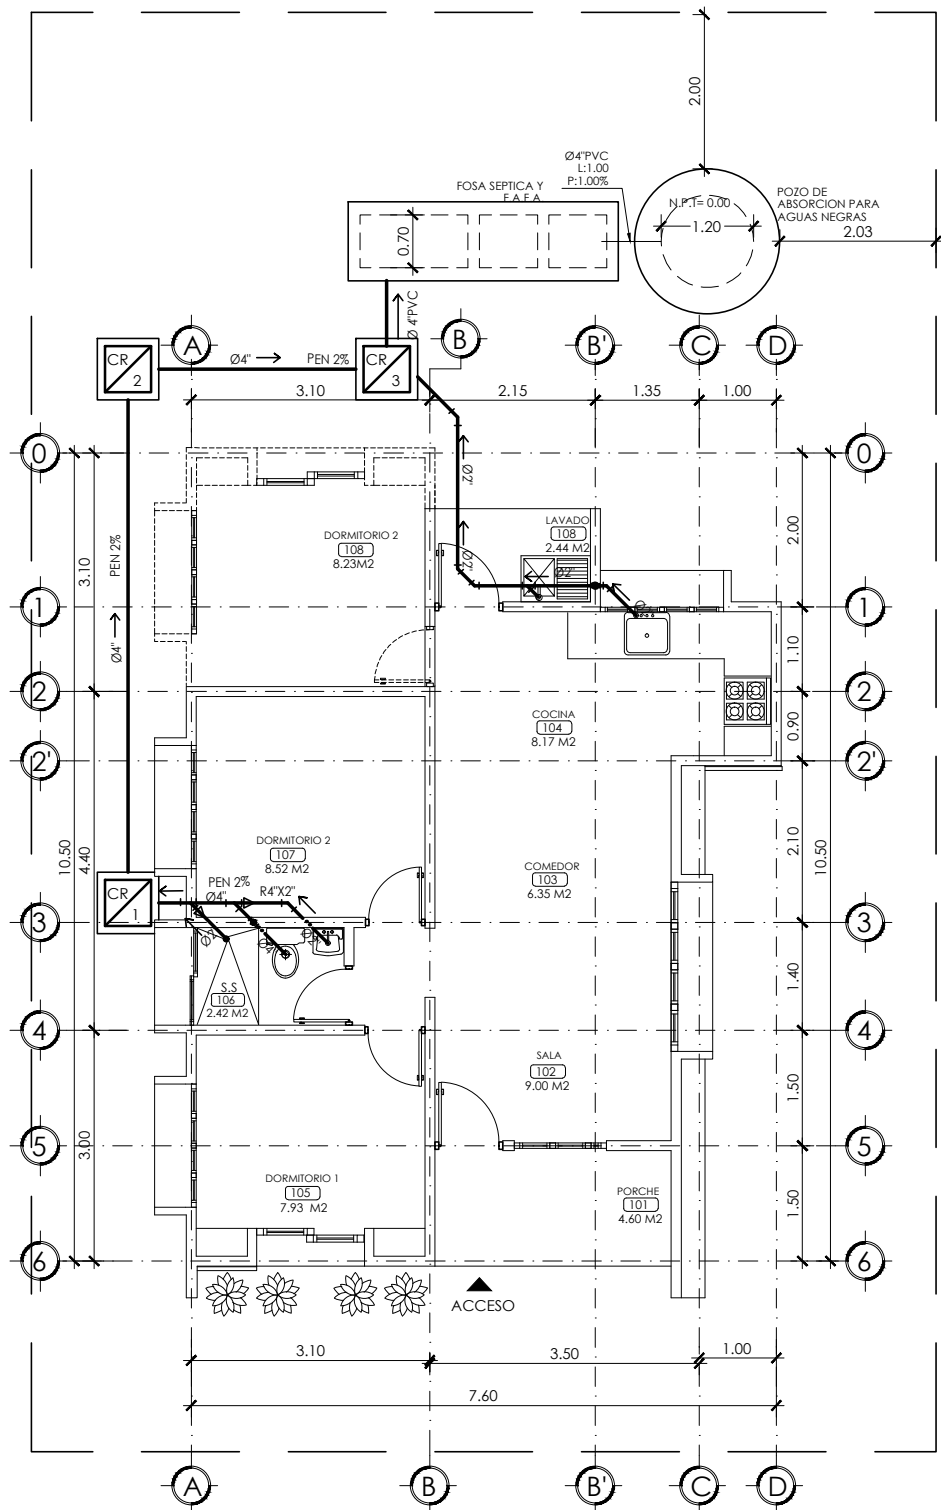 2.00
Ø4"PVC
L:1.00
P:1.00%
FOSA SEPTICA Y
F.A.F.A.
N.P.T= 0.00
1.20
POZO DE
ABSORCION PARA
AGUAS NEGRAS
2.03
0.70
Ø 4"PVC
A
B
B'
C
D
CR
2
Ø4"
PEN 2%
CR
3
3.10
2.15
1.35
1.00
0
0
Ø2"
LAVADO
108
2.44 M2
DORMITORIO 2
108
8.23M2
2.00
3.10
PEN 2%
Ø2"
Ø2"
1
1
Ø4"
1.10
2
2
COCINA
104
8.17 M2
0.90
2'
2'
DORMITORIO 2
107
8.52 M2
10.50
4.40
2.10
10.50
COMEDOR
103
6.35 M2
CR
1
PEN 2%
Ø4"
R4"X2"
3
3
S.S
106
2.42 M2
1.40
4
4
SALA
102
9.00 M2
1.50
5
5
3.00
DORMITORIO 1
105
7.93 M2
PORCHE
101
4.60 M2
1.50
6
6
ACCESO
3.10
3.50
1.00
7.60
A
B
B'
C
D